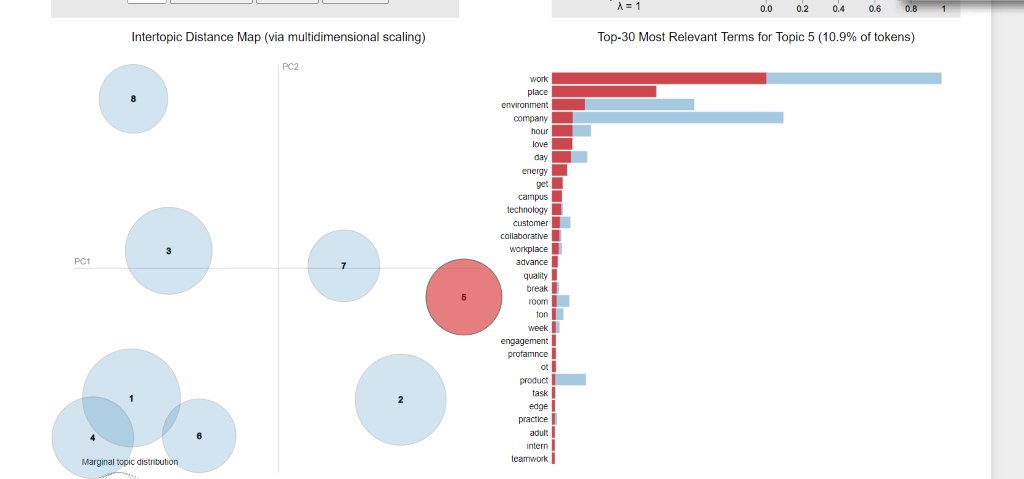 λ = 1
0.0 0.2 0.4 0.6 0.8 1
Intertopic Distance Map (via multidimensional scaling)
Top-30 Most Relevant Terms for Topic 5 (10.9% of tokens)
PC2
PC1
8
3
7
5
1
2
4
6
Marginal topic distribution
work
place
environment
company
hour
love
day
energy
get
campus
technology
customer
collaborative
workplace
advance
quality
break
room
ton
week
engagement
profamnce
ot
product
task
edge
practice
adult
intern
teamwork